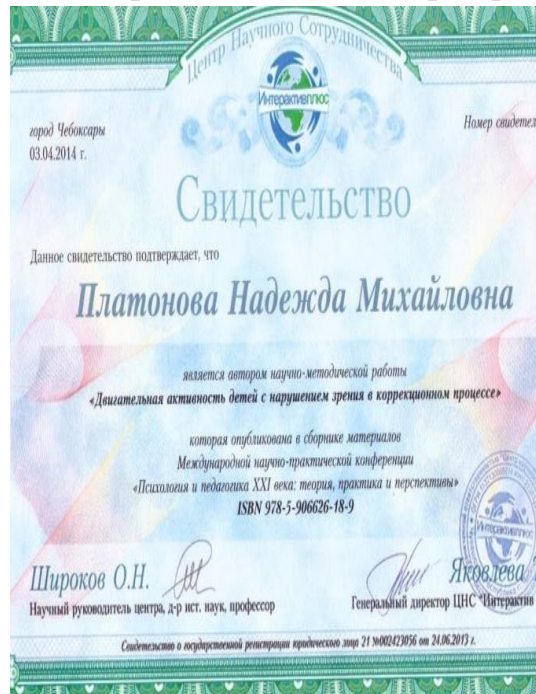 Центр Научного Сотрудничества
Интерактивплюс
город Чебоксары
Номер
03.04.2014 г.
Свидетельство
Данное свидетельство подтверждает, что
Платонова Надежда Михайловна
является автором научно-методической работы
«Двигательная активность детей с нарушением зрения в коррекционном процессе»
которая опубликована в сборнике материалов
Международной научно-практической конференции
«Психология и педагогика XXI века: теория, практика и перспективы»
ISBN 978-5-906626-18-9
Интерактивплюс
Широков О.Н.
Яковлева
Научный руководитель центра, д-р ист. наук, профессор
Генеральный директор ЦНС "Интерактив
Свидетельство о государственной регистрации юридического лица 21 №002423056 от 24.06.2013 г.